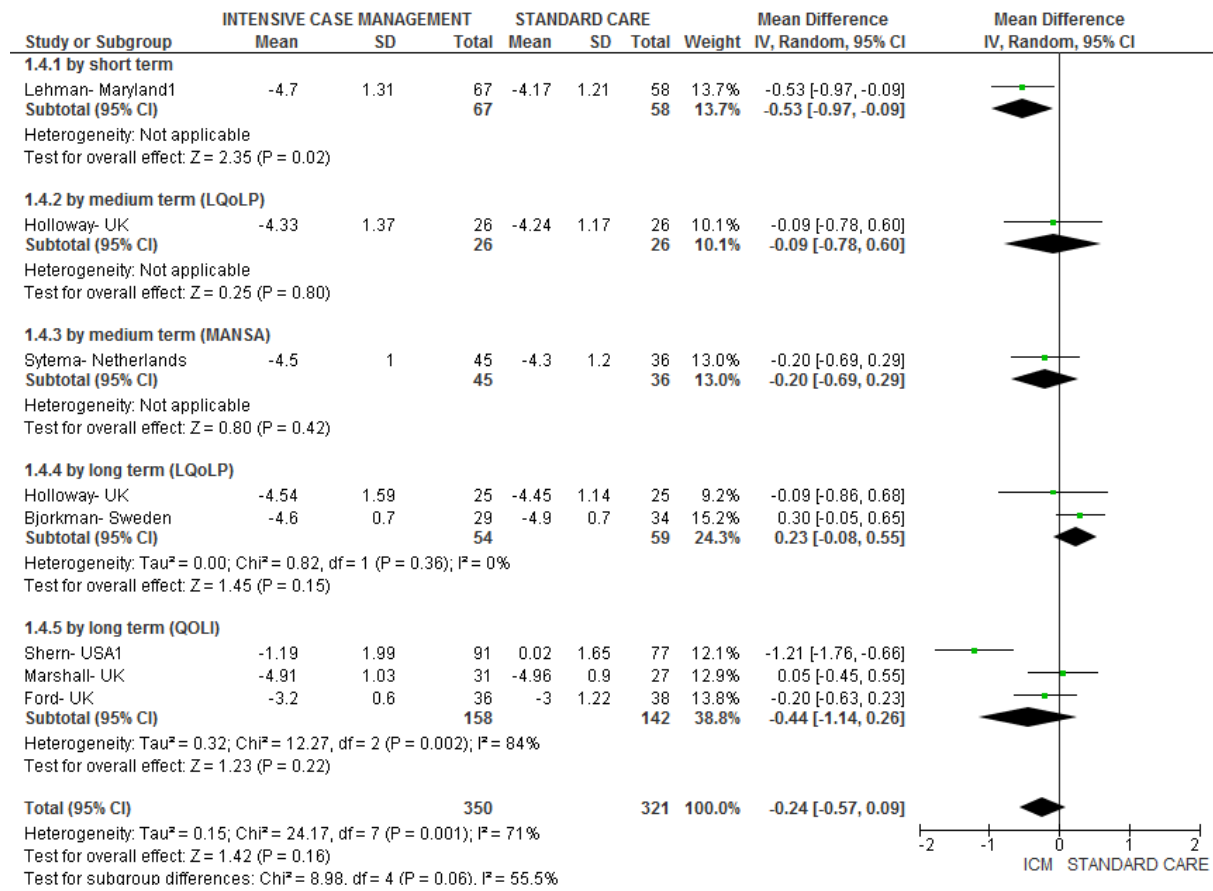 INTENSIVE CASE MANAGEMENT STANDARD CARE Mean Difference Mean Difference
Study or Subgroup Mean SD Total Mean SD Total Weight IV, Random, 95% CI IV, Random, 95% CI
1.4.1 by short term
Lehman- Maryland1 -4.7 1.31 67 -4.17 1.21 58 13.7% -0.53 [-0.97, -0.09]
Subtotal (95% CI) 67 58 13.7% -0.53 [-0.97, -0.09]
Heterogeneity: Not applicable
Test for overall effect: Z = 2.35 (P = 0.02)
1.4.2 by medium term (LQoLP)
Holloway- UK -4.33 1.37 26 -4.24 1.17 26 10.1% -0.09 [-0.78, 0.60]
Subtotal (95% CI) 26 26 10.1% -0.09 [-0.78, 0.60]
Heterogeneity: Not applicable
Test for overall effect: Z = 0.25 (P = 0.80)
1.4.3 by medium term (MANSA)
Sytema- Netherlands -4.5 1 45 -4.3 1.2 36 13.0% -0.20 [-0.69, 0.29]
Subtotal (95% CI) 45 36 13.0% -0.20 [-0.69, 0.29]
Heterogeneity: Not applicable
Test for overall effect: Z = 0.80 (P = 0.42)
1.4.4 by long term (LQoLP)
Holloway- UK -4.54 1.59 25 -4.45 1.14 25 9.2% -0.09 [-0.86, 0.68]
Bjorkman- Sweden -4.6 0.7 29 -4.9 0.7 34 15.2% 0.30 [-0.05, 0.65]
Subtotal (95% CI) 54 59 24.3% 0.23 [-0.08, 0.55]
Heterogeneity: Tau² = 0.00; Chi² = 0.82, df = 1 (P = 0.36); I² = 0%
Test for overall effect: Z = 1.45 (P = 0.15)
1.4.5 by long term (QOLI)
Shern- USA1 -1.19 1.99 91 0.02 1.65 77 12.1% -1.21 [-1.76, -0.66]
Marshall- UK -4.91 1.03 31 -4.96 0.9 27 12.9% 0.05 [-0.45, 0.55]
Ford- UK -3.2 0.6 36 -3 1.22 38 13.8% -0.20 [-0.63, 0.23]
Subtotal (95% CI) 158 142 38.8% -0.44 [-1.14, 0.26]
Heterogeneity: Tau² = 0.32; Chi² = 12.27, df = 2 (P = 0.002); I² = 84%
Test for overall effect: Z = 1.23 (P = 0.22)
Total (95% CI) 350 321 100.0% -0.24 [-0.57, 0.09]
Heterogeneity: Tau² = 0.15; Chi² = 24.17, df = 7 (P = 0.001); I² = 71%
Test for overall effect: Z = 1.42 (P = 0.16)
Test for subgroup differences: Chi² = 8.98, df = 4 (P = 0.06), I² = 55.5%
-2 -1 0 1 2
ICM STANDARD CARE